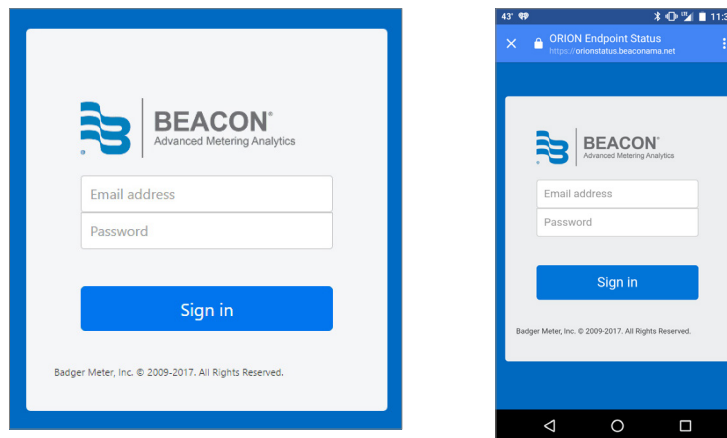 BEACON®
Advanced Metering Analytics
®
Email address
Password
Sign in
Badger Meter, Inc. © 2009-2017. All Rights Reserved.
43°
11:3
ORION Endpoint Status
https://orionstatus.beaconama.net
BEACON®
Advanced Metering Analytics
Email address
Password
Sign in
Badger Meter, Inc. © 2009-2017. All Rights Reserved.